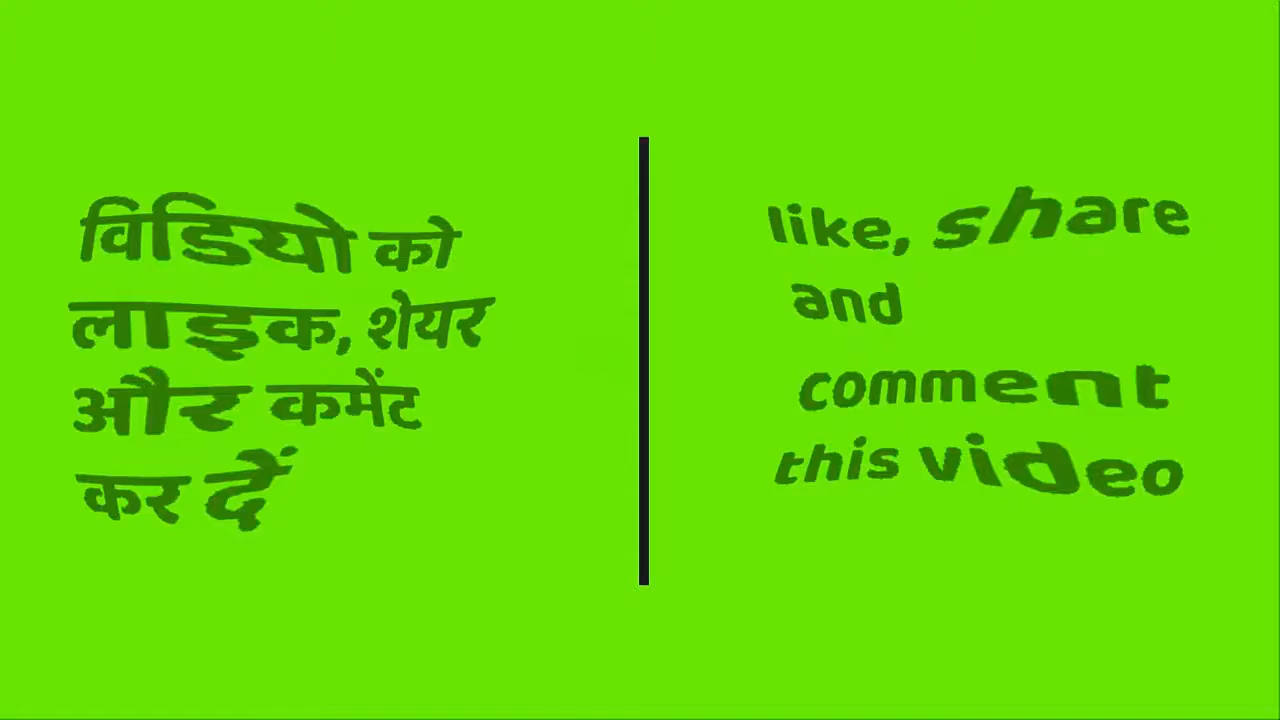 विडियो को
लाइक, शेयर
और कमेंट
कर दें
like, share
and
comment
this video